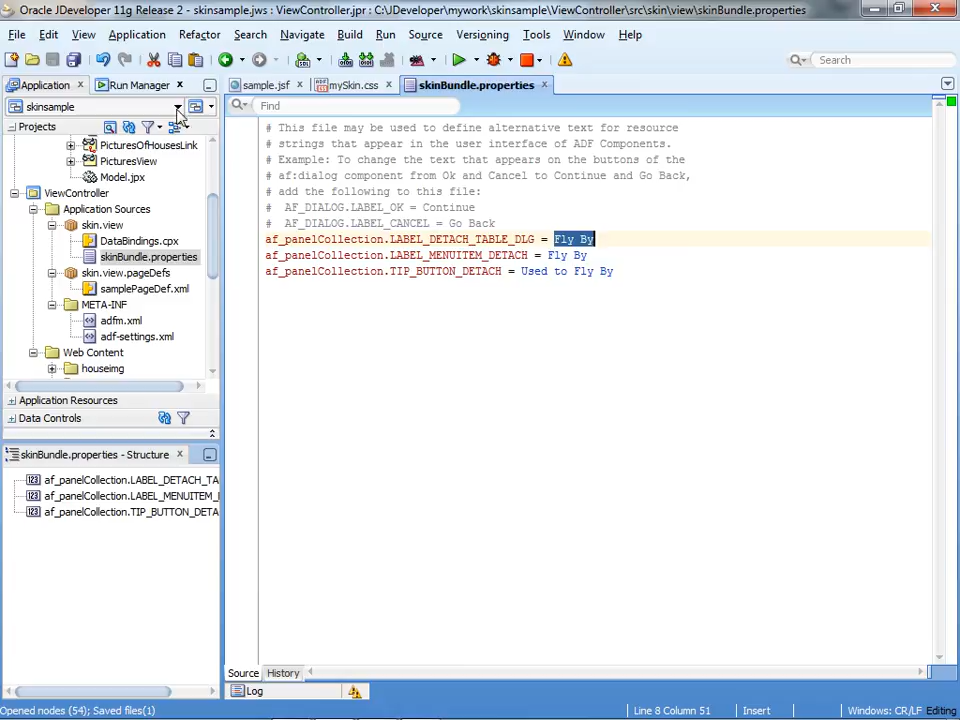 Oracle JDeveloper 11g Release 2 - skinsample.jws : ViewController.jpr : C:\JDeveloper\mywork\skinsample\ViewController\src\skin\view\skinBundle.properties
File Edit View Application Refactor Search Navigate Build Run Source Versioning Tools Window Help
Search
Application Run Manager sample.jsf mySkin.css skinBundle.properties
skinsample
Find
Projects
# This file may be used to define alternative text for resource
# strings that appear in the user interface of ADF Components.
# Example: To change the text that appears on the buttons of the
# af:dialog component from Ok and Cancel to Continue and Go Back,
# add the following to this file:
#  AF_DIALOG.LABEL_OK = Continue
#  AF_DIALOG.LABEL_CANCEL = Go Back
af_panelCollection.LABEL_DETACH_TABLE_DLG = Fly By
af_panelCollection.LABEL_MENUITEM_DETACH = Fly By
af_panelCollection.TIP_BUTTON_DETACH = Used to Fly By
PicturesOfHousesLink
PicturesView
Model.jpx
ViewController
Application Sources
skin.view
DataBindings.cpx
skinBundle.properties
skin.view.pageDefs
samplePageDef.xml
META-INF
adfm.xml
adf-settings.xml
Web Content
houseimg
Application Resources
Data Controls
skinBundle.properties - Structure
af_panelCollection.LABEL_DETACH_TA
af_panelCollection.LABEL_MENUITEM_
af_panelCollection.TIP_BUTTON_DETA
Source History
Log
Opened nodes (54); Saved files(1)
Line 8 Column 51 Insert Windows: CR/LF Editing